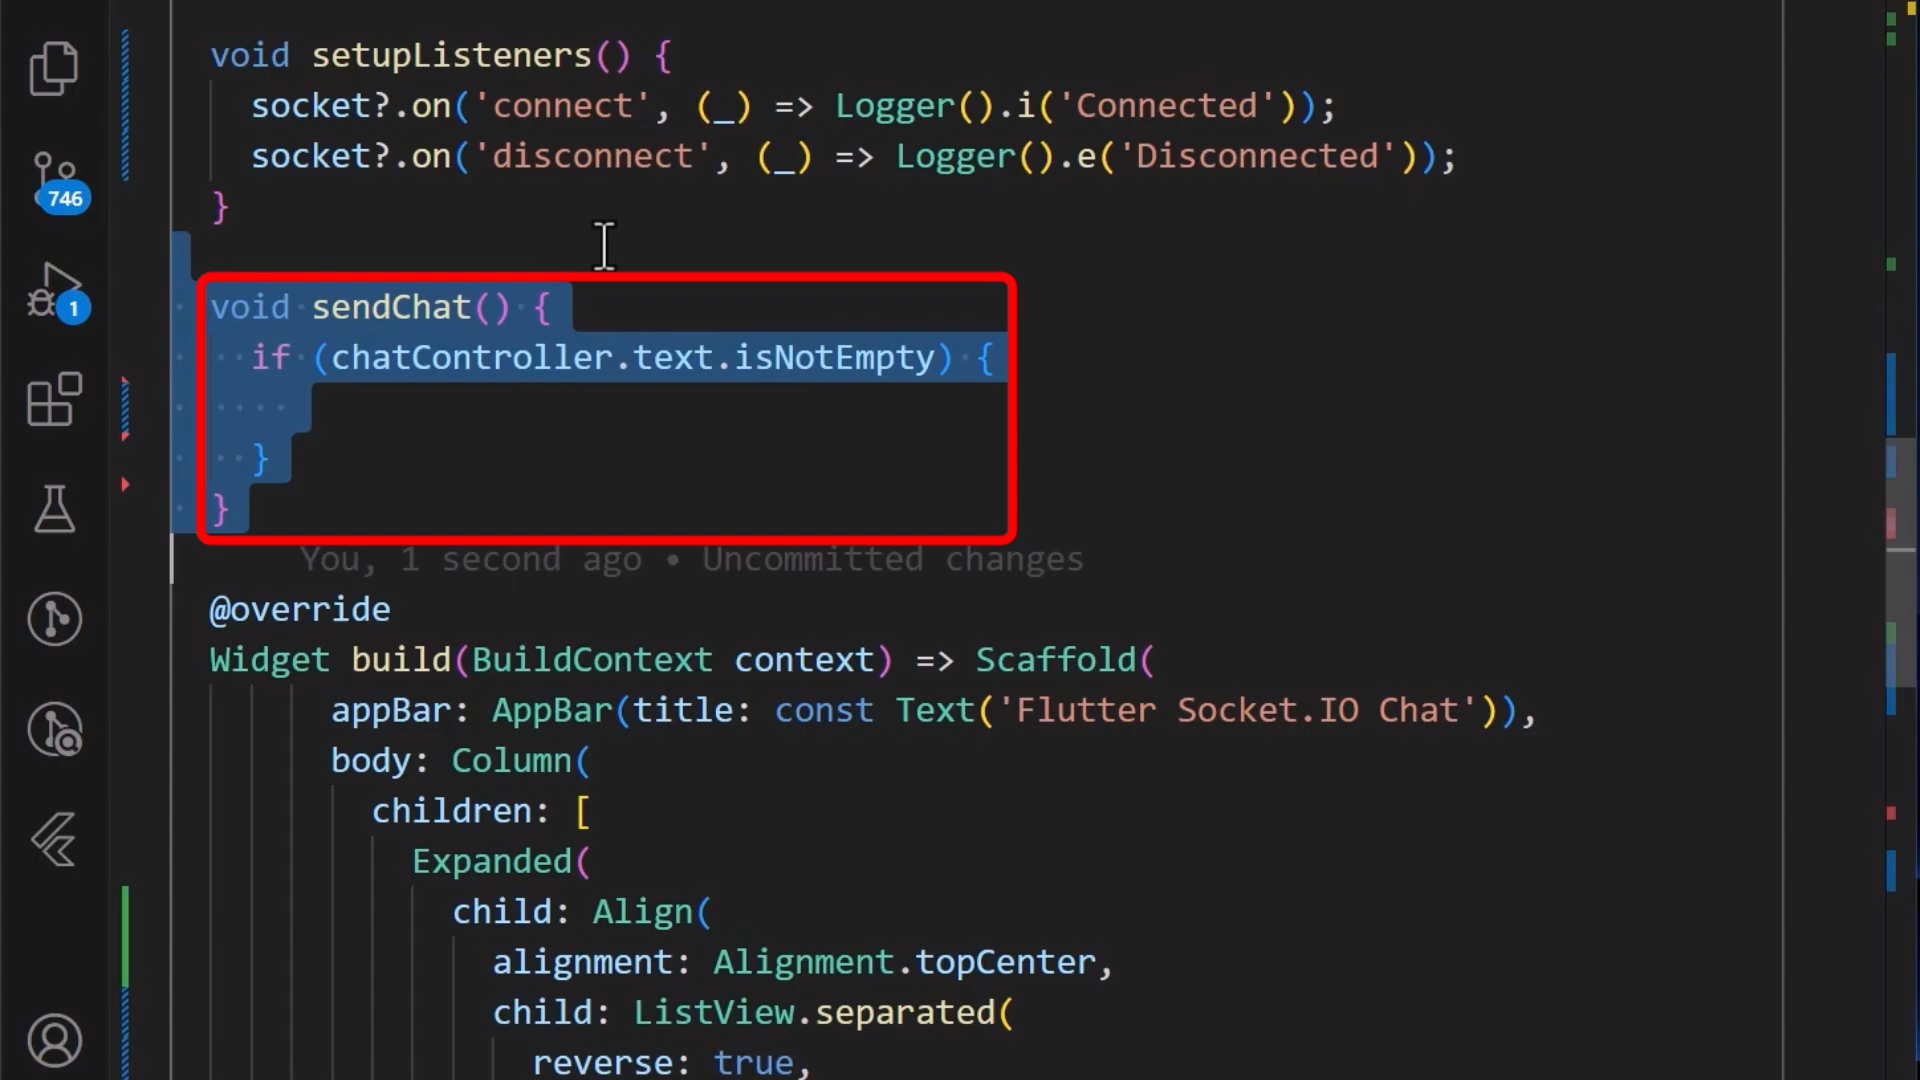 void setupListeners() {
socket?.on('connect', (_) => Logger().i('Connected'));
746
socket?.on('disconnect', (_) => Logger().e('Disconnected'));
}
1
void sendChat() {
if (chatController.text.isNotEmpty) {
}
}
You, 1 second ago • Uncommitted changes
@override
Widget build(BuildContext context) => Scaffold(
appBar: AppBar(title: const Text('Flutter Socket.IO Chat')),
body: Column(
children: [
Expanded(
child: Align(
alignment: Alignment.topCenter,
child: ListView.separated(
reverse: true,